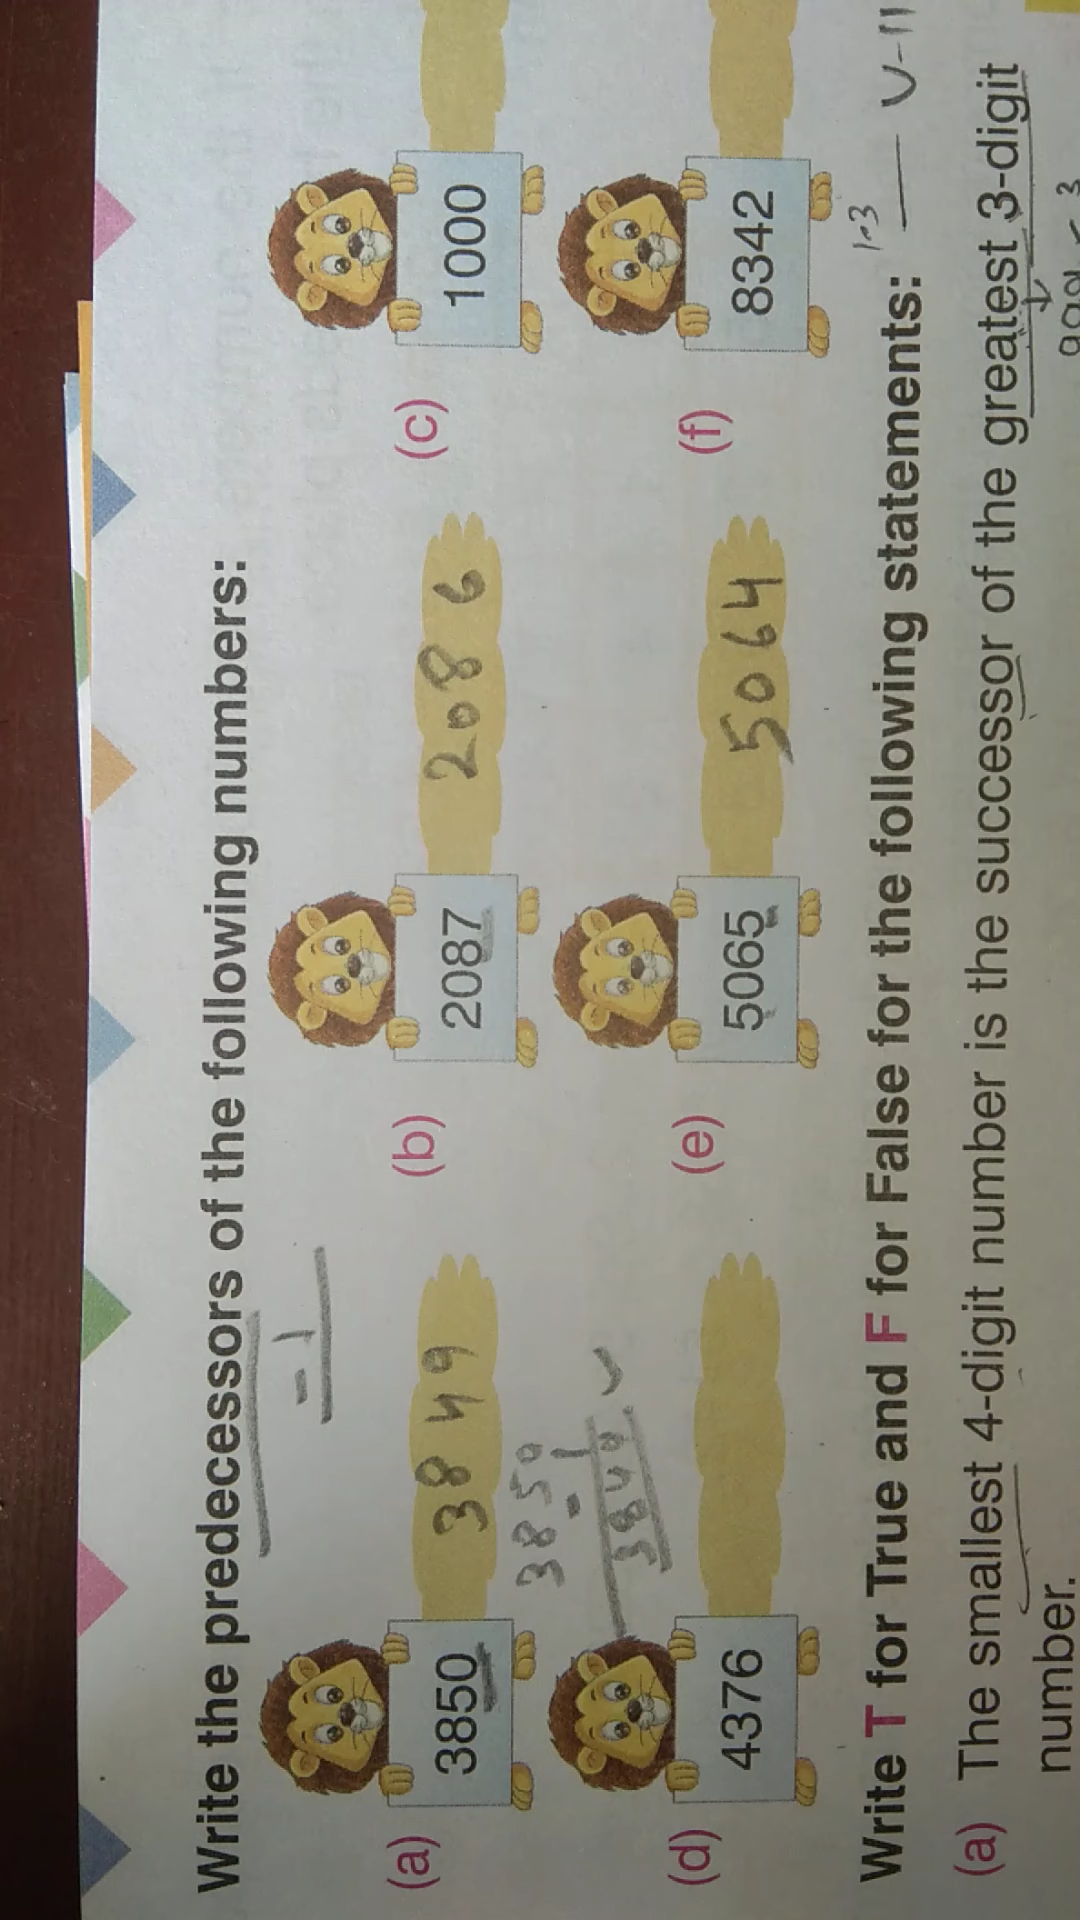 Write the predecessors of the following numbers:
-1
(a) 3850 3849 (b) 2087 2086 (c) 1000
3850
- 1
3849
(d) 4376 (e) 5065 5064 (f) 8342
Write T for True and F for False for the following statements:
(a) The smallest 4-digit number is the successor of the greatest 3-digit
number.